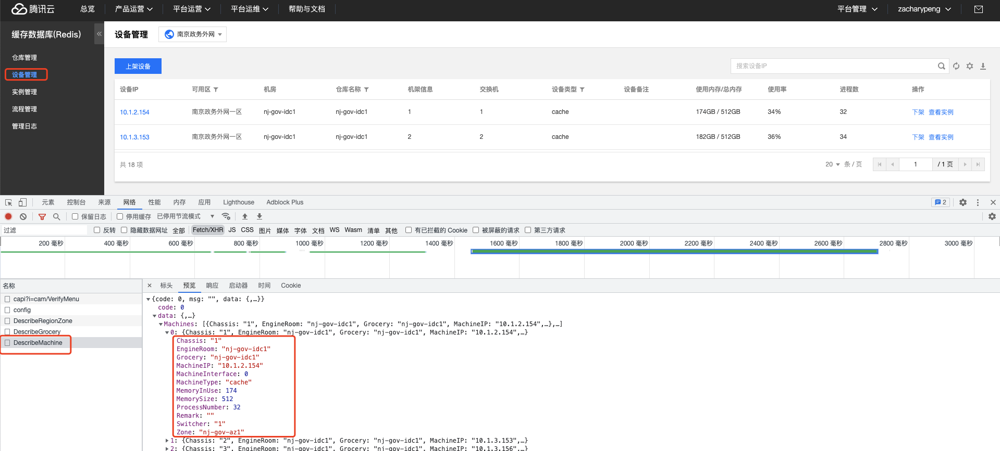 腾讯云 总览 产品运营 平台运营 平台运维 帮助与文档 平台管理 zacharypeng
缓存数据库(Redis) « 设备管理 南京政务外网
仓库管理
设备管理
实例管理
流程管理
管理日志
上架设备 搜索设备IP
设备IP 可用区 机房 仓库名称 机架信息 交换机 设备类型 设备备注 使用内存/总内存 使用率 进程数 操作
10.1.2.154 南京政务外网一区 nj-gov-idc1 nj-gov-idc1 1 1 cache 174GB / 512GB 34% 32 下架 查看实例
10.1.3.153 南京政务外网一区 nj-gov-idc1 nj-gov-idc1 2 2 cache 182GB / 512GB 36% 34 下架 查看实例
共 18 项 20 条 / 页 1 / 1 页
元素 控制台 来源 网络 性能 内存 应用 Lighthouse Adblock Plus 2
保留日志 停用缓存 已停用节流模式
过滤 反转 隐藏数据网址 全部 Fetch/XHR JS CSS 图片 媒体 字体 文档 WS Wasm 清单 其他 有已拦截的 Cookie 被屏蔽的请求 第三方请求
200 毫秒 400 毫秒 600 毫秒 800 毫秒 1000 毫秒 1200 毫秒 1400 毫秒 1600 毫秒 1800 毫秒 2000 毫秒 2200 毫秒 2400 毫秒 2600 毫秒 2800 毫秒 3000 毫秒
名称
capi?i=cam/VerifyMenu
config
DescribeRegionZone
DescribeGrocery
DescribeMachine
× 标头 预览 响应 启动器 时间 Cookie
{code: 0, msg: "", data: {,…}}
code: 0
data: {,…}
Machines: [{Chassis: "1", EngineRoom: "nj-gov-idc1", Grocery: "nj-gov-idc1", MachineIP: "10.1.2.154",…},…]
0: {Chassis: "1", EngineRoom: "nj-gov-idc1", Grocery: "nj-gov-idc1", MachineIP: "10.1.2.154",…}
Chassis: "1"
EngineRoom: "nj-gov-idc1"
Grocery: "nj-gov-idc1"
MachineIP: "10.1.2.154"
MachineInterface: 0
MachineType: "cache"
MemoryInUse: 174
MemorySize: 512
ProcessNumber: 32
Remark: ""
Switcher: "1"
Zone: "nj-gov-az1"
1: {Chassis: "2", EngineRoom: "nj-gov-idc1", Grocery: "nj-gov-idc1", MachineIP: "10.1.3.153",…}
2: {Chassis: "3", EngineRoom: "nj-gov-idc1", Grocery: "nj-gov-idc1", MachineIP: "10.1.3.156",…}